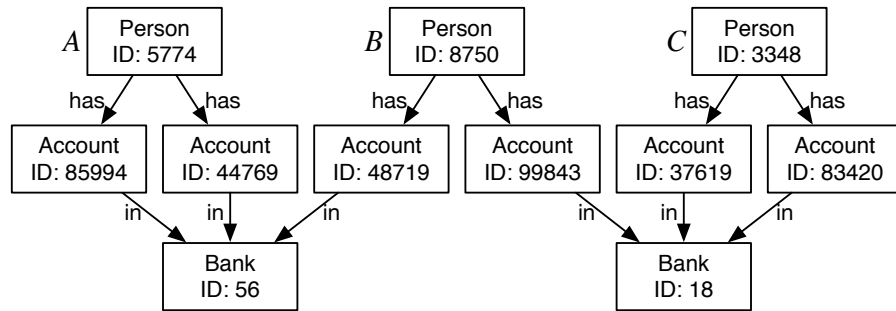 A
Person
ID: 5774
B
Person
ID: 8750
C
Person
ID: 3348
has
has
has
has
has
has
Account
ID: 85994
Account
ID: 44769
Account
ID: 48719
Account
ID: 99843
Account
ID: 37619
Account
ID: 83420
in
in
in
in
in
in
Bank
ID: 56
Bank
ID: 18